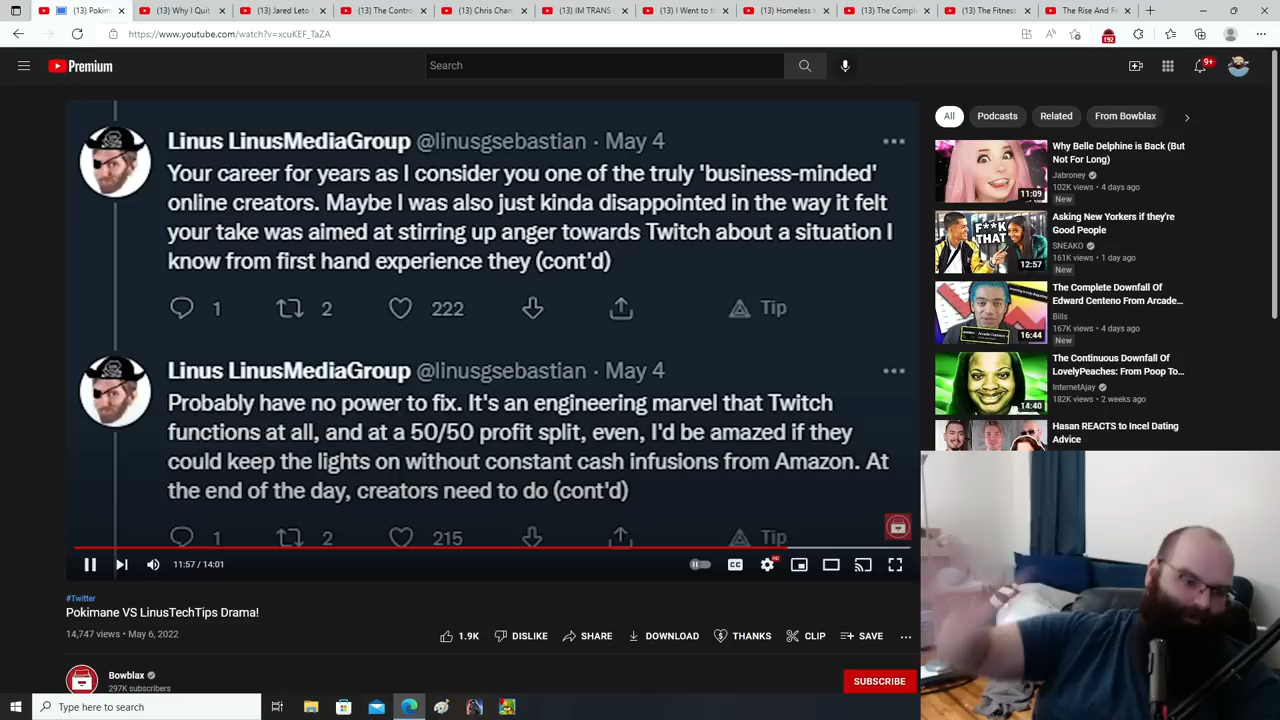 (13) Pokim
(13) Why I Quit
(13) Jared Leto
(13) The Contro
(13) Chris Chan
(13) IM TRANS
(13) I Went to th
(13) Homeless
(13) The Comple
(13) The Fitness
The Rise And F
https://www.youtube.com/watch?v=xcuKEF_TaZA
192
Premium
Search
9+
Linus LinusMediaGroup @linusgsebastian · May 4
Your career for years as I consider you one of the truly 'business-minded'
online creators. Maybe I was also just kinda disappointed in the way it felt
your take was aimed at stirring up anger towards Twitch about a situation I
know from first hand experience they (cont'd)
1 2 222 Tip
Linus LinusMediaGroup @linusgsebastian · May 4
Probably have no power to fix. It's an engineering marvel that Twitch
functions at all, and at a 50/50 profit split, even, I'd be amazed if they
could keep the lights on without constant cash infusions from Amazon. At
the end of the day, creators need to do (cont'd)
1 2 215 Tip
11:57 / 14:01
CC
HD
#Twitter
Pokimane VS LinusTechTips Drama!
14,747 views • May 6, 2022
1.9K DISLIKE SHARE DOWNLOAD THANKS CLIP SAVE
Bowblax
297K subscribers
SUBSCRIBE
All Podcasts Related From Bowblax
Why Belle Delphine is Back (But
Not For Long)
Jabroney
102K views • 4 days ago
New
11:09
F**K
THAT
12:57
Asking New Yorkers if they're
Good People
SNEAKO
161K views • 1 day ago
New
The Complete Downfall Of
Edward Centeno From Arcade...
Bills
167K views • 4 days ago
New
16:44
The Continuous Downfall Of
LovelyPeaches: From Poop To...
InternetAjay
182K views • 2 weeks ago
14:40
Hasan REACTS to Incel Dating
Advice
Type here to search